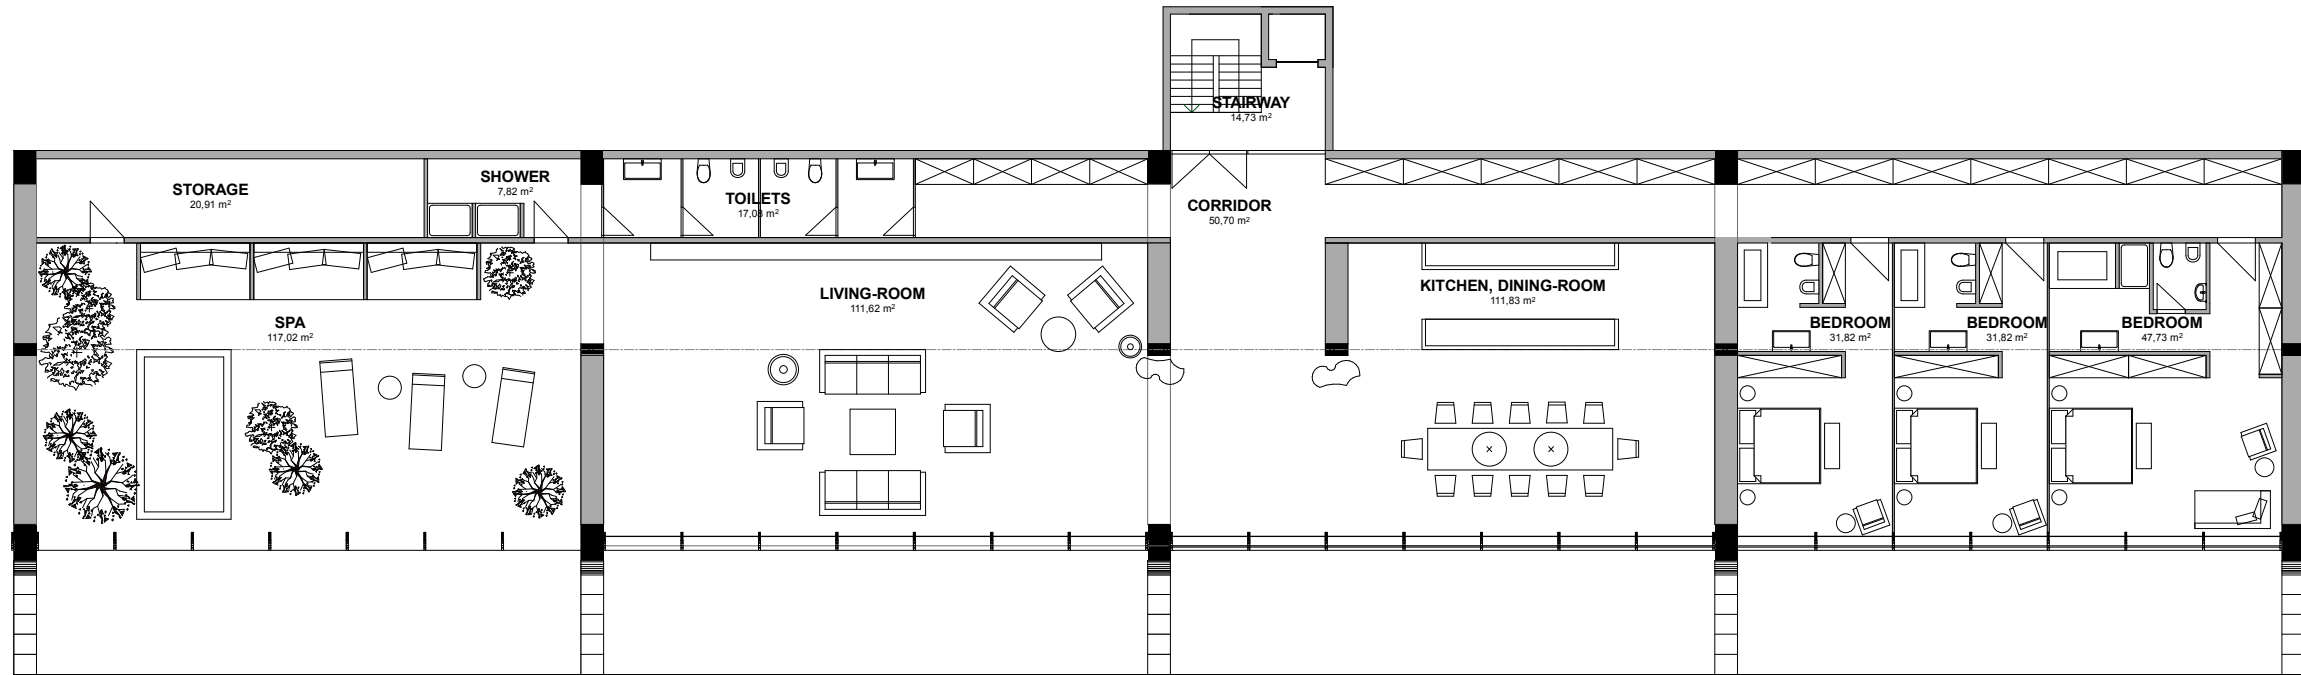 STAIRWAY
14,73 m²
STORAGE
20,91 m²
SHOWER
7,82 m²
TOILETS
17,08 m²
CORRIDOR
50,70 m²
SPA
117,02 m²
LIVING-ROOM
111,62 m²
KITCHEN, DINING-ROOM
111,83 m²
BEDROOM
31,82 m²
BEDROOM
31,82 m²
BEDROOM
47,73 m²